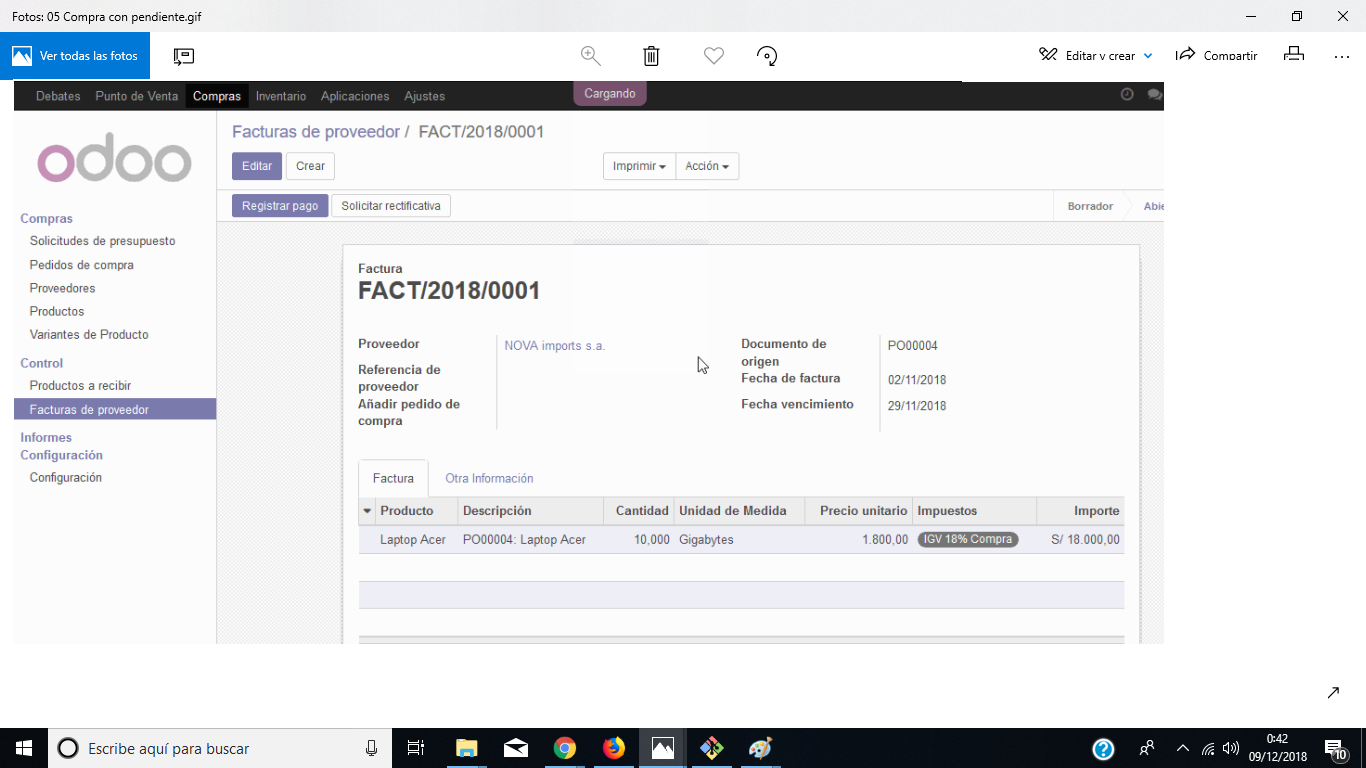 Fotos: 05 Compra con pendiente.gif
Ver todas las fotos
Editar y crear
Compartir
Debates Punto de Venta Compras Inventario Aplicaciones Ajustes
Cargando
odoo
Facturas de proveedor / FACT/2018/0001
Editar Crear
Imprimir Acción
Registrar pago Solicitar rectificativa
Borrador Abie
Compras
Solicitudes de presupuesto
Pedidos de compra
Proveedores
Productos
Variantes de Producto
Control
Productos a recibir
Facturas de proveedor
Informes
Configuración
Configuración
Factura
FACT/2018/0001
Proveedor NOVA imports s.a.
Referencia de
proveedor
Añadir pedido de
compra
Documento de
origen PO00004
Fecha de factura 02/11/2018
Fecha vencimiento 29/11/2018
Factura Otra Información
Producto Descripción Cantidad Unidad de Medida Precio unitario Impuestos Importe
Laptop Acer PO00004: Laptop Acer 10,000 Gigabytes 1.800,00 IGV 18% Compra S/ 18.000,00
Escribe aquí para buscar
0:42
09/12/2018
10